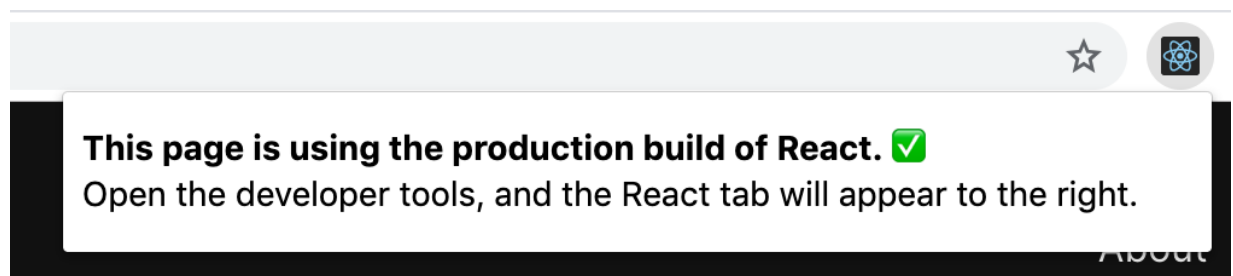 This page is using the production build of React. ✅
Open the developer tools, and the React tab will appear to the right.
About